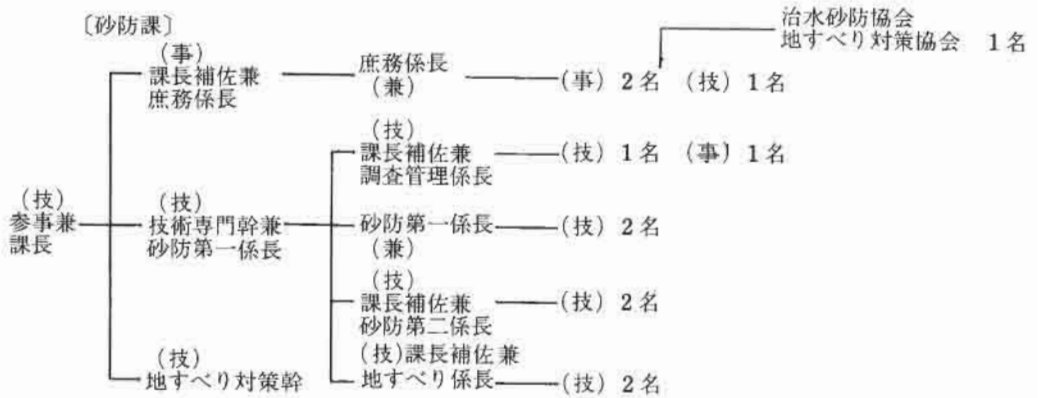 〔砂防課〕
治水砂防協会
地すべり対策協会 1名
(事)
課長補佐兼
庶務係長
庶務係長
(兼)
(事) 2名 (技) 1名
(技)
課長補佐兼
調査管理係長
(技) 1名 (事) 1名
(技)
参事兼
課長
(技)
技術専門幹兼
砂防第一係長
砂防第一係長
(兼)
(技) 2名
(技)
課長補佐兼
砂防第二係長
(技) 2名
(技)
地すべり対策幹
(技)課長補佐兼
地すべり係長
(技) 2名